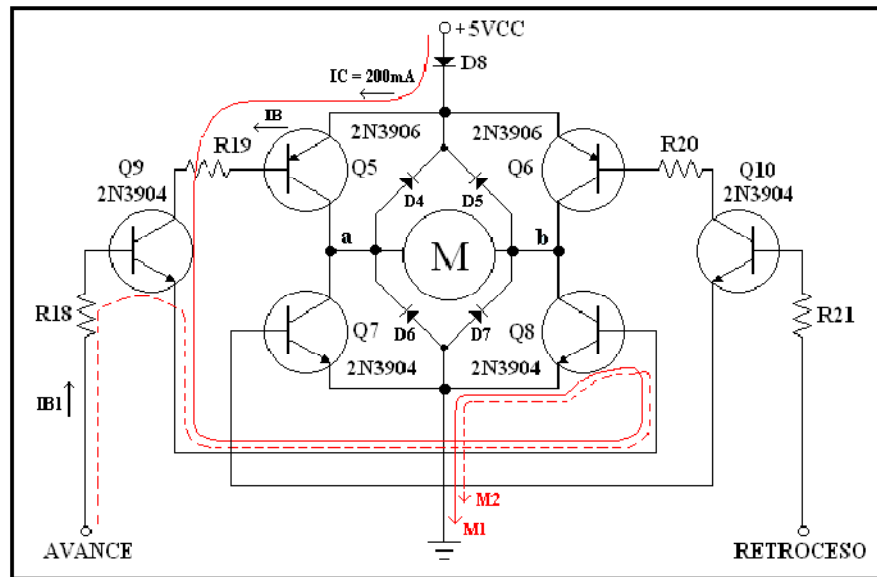 +5VCC
D8
IC = 200mA
IB
2N3906
2N3906
R19
R20
Q9
Q5
Q6
Q10
2N3904
2N3904
D4
D5
a
b
M
R18
R21
Q7
D6
D7
Q8
2N3904
2N3904
IB1
M2
M1
AVANCE
RETROCESO